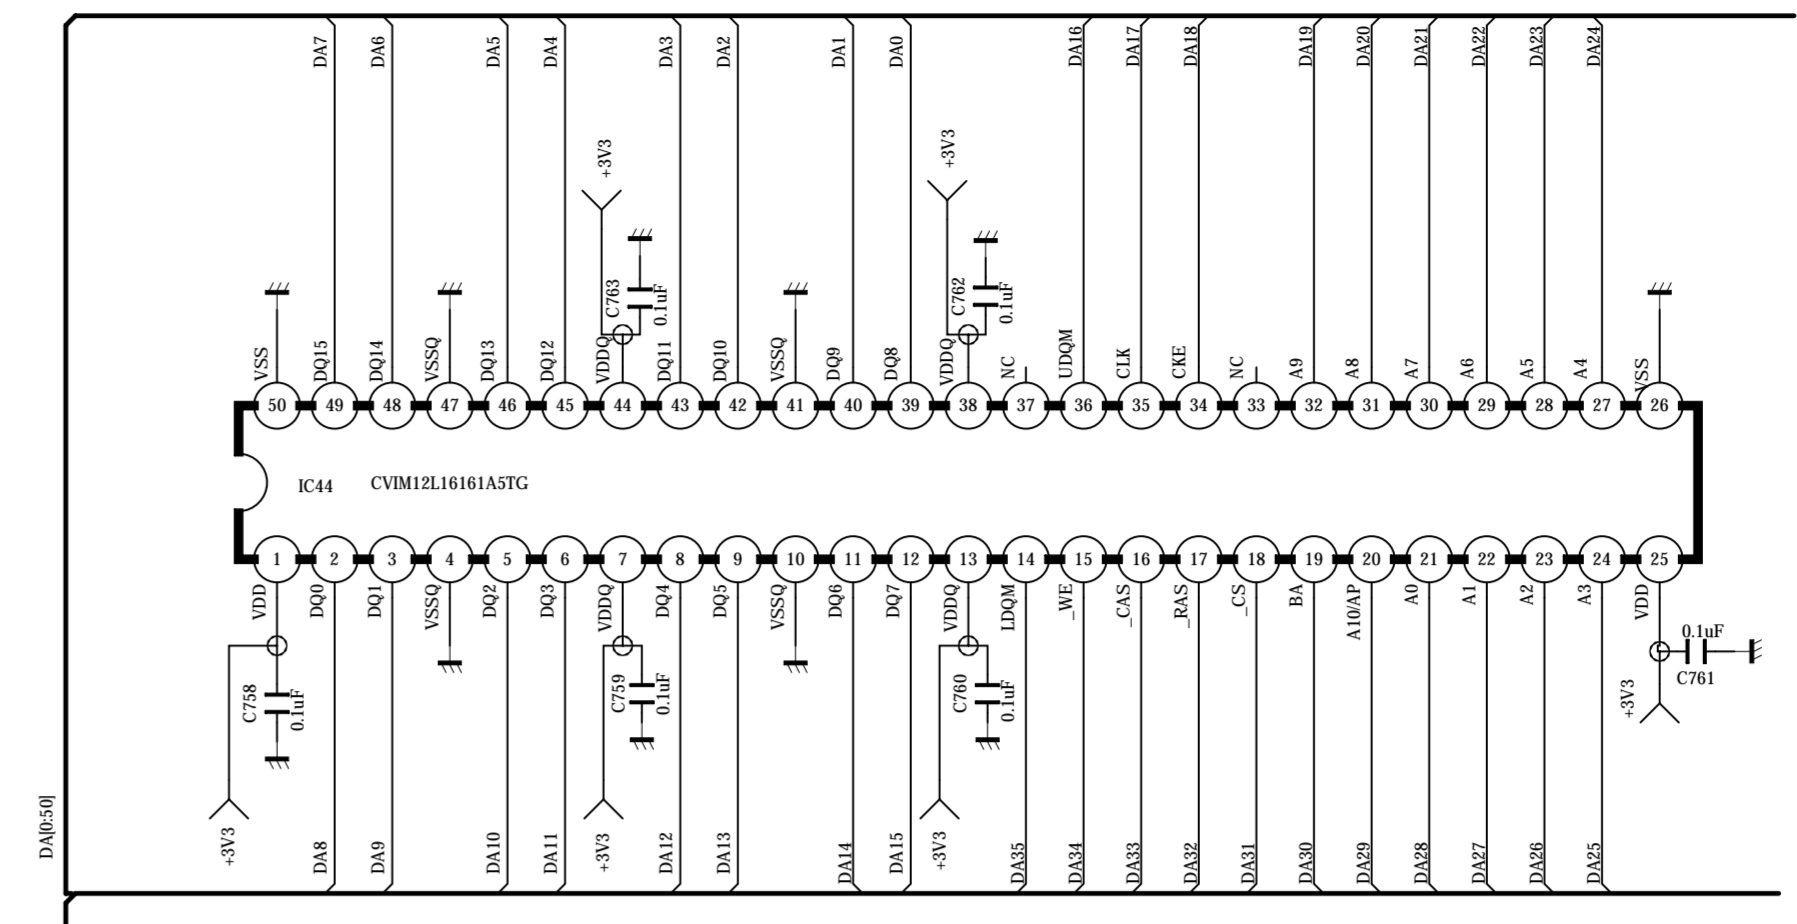 DA7 DA6 DA5 DA4 DA3 DA2 DA1 DA0 DA16 DA17 DA18 DA19 DA20 DA21 DA22 DA23 DA24
+3V3 +3V3
C763 0.1uF C762 0.1uF
VSS DQ15 DQ14 VSSQ DQ13 DQ12 VDDQ DQ11 DQ10 VSSQ DQ9 DQ8 VDDQ NC UDQM CLK CKE NC A9 A8 A7 A6 A5 A4 VSS
50 49 48 47 46 45 44 43 42 41 40 39 38 37 36 35 34 33 32 31 30 29 28 27 26
IC44 CVIM12L16161A5TG
1 2 3 4 5 6 7 8 9 10 11 12 13 14 15 16 17 18 19 20 21 22 23 24 25
VDD DQ0 DQ1 VSSQ DQ2 DQ3 VDDQ DQ4 DQ5 VSSQ DQ6 DQ7 VDDQ LDQM _WE _CAS _RAS _CS BA A10/AP A0 A1 A2 A3 VDD
C758 0.1uF C759 0.1uF C760 0.1uF 0.1uF
C761
+3V3
DA[0:50]
+3V3 DA8 DA9 DA10 DA11 +3V3 DA12 DA13 DA14 DA15 +3V3 DA35 DA34 DA33 DA32 DA31 DA30 DA29 DA28 DA27 DA26 DA25